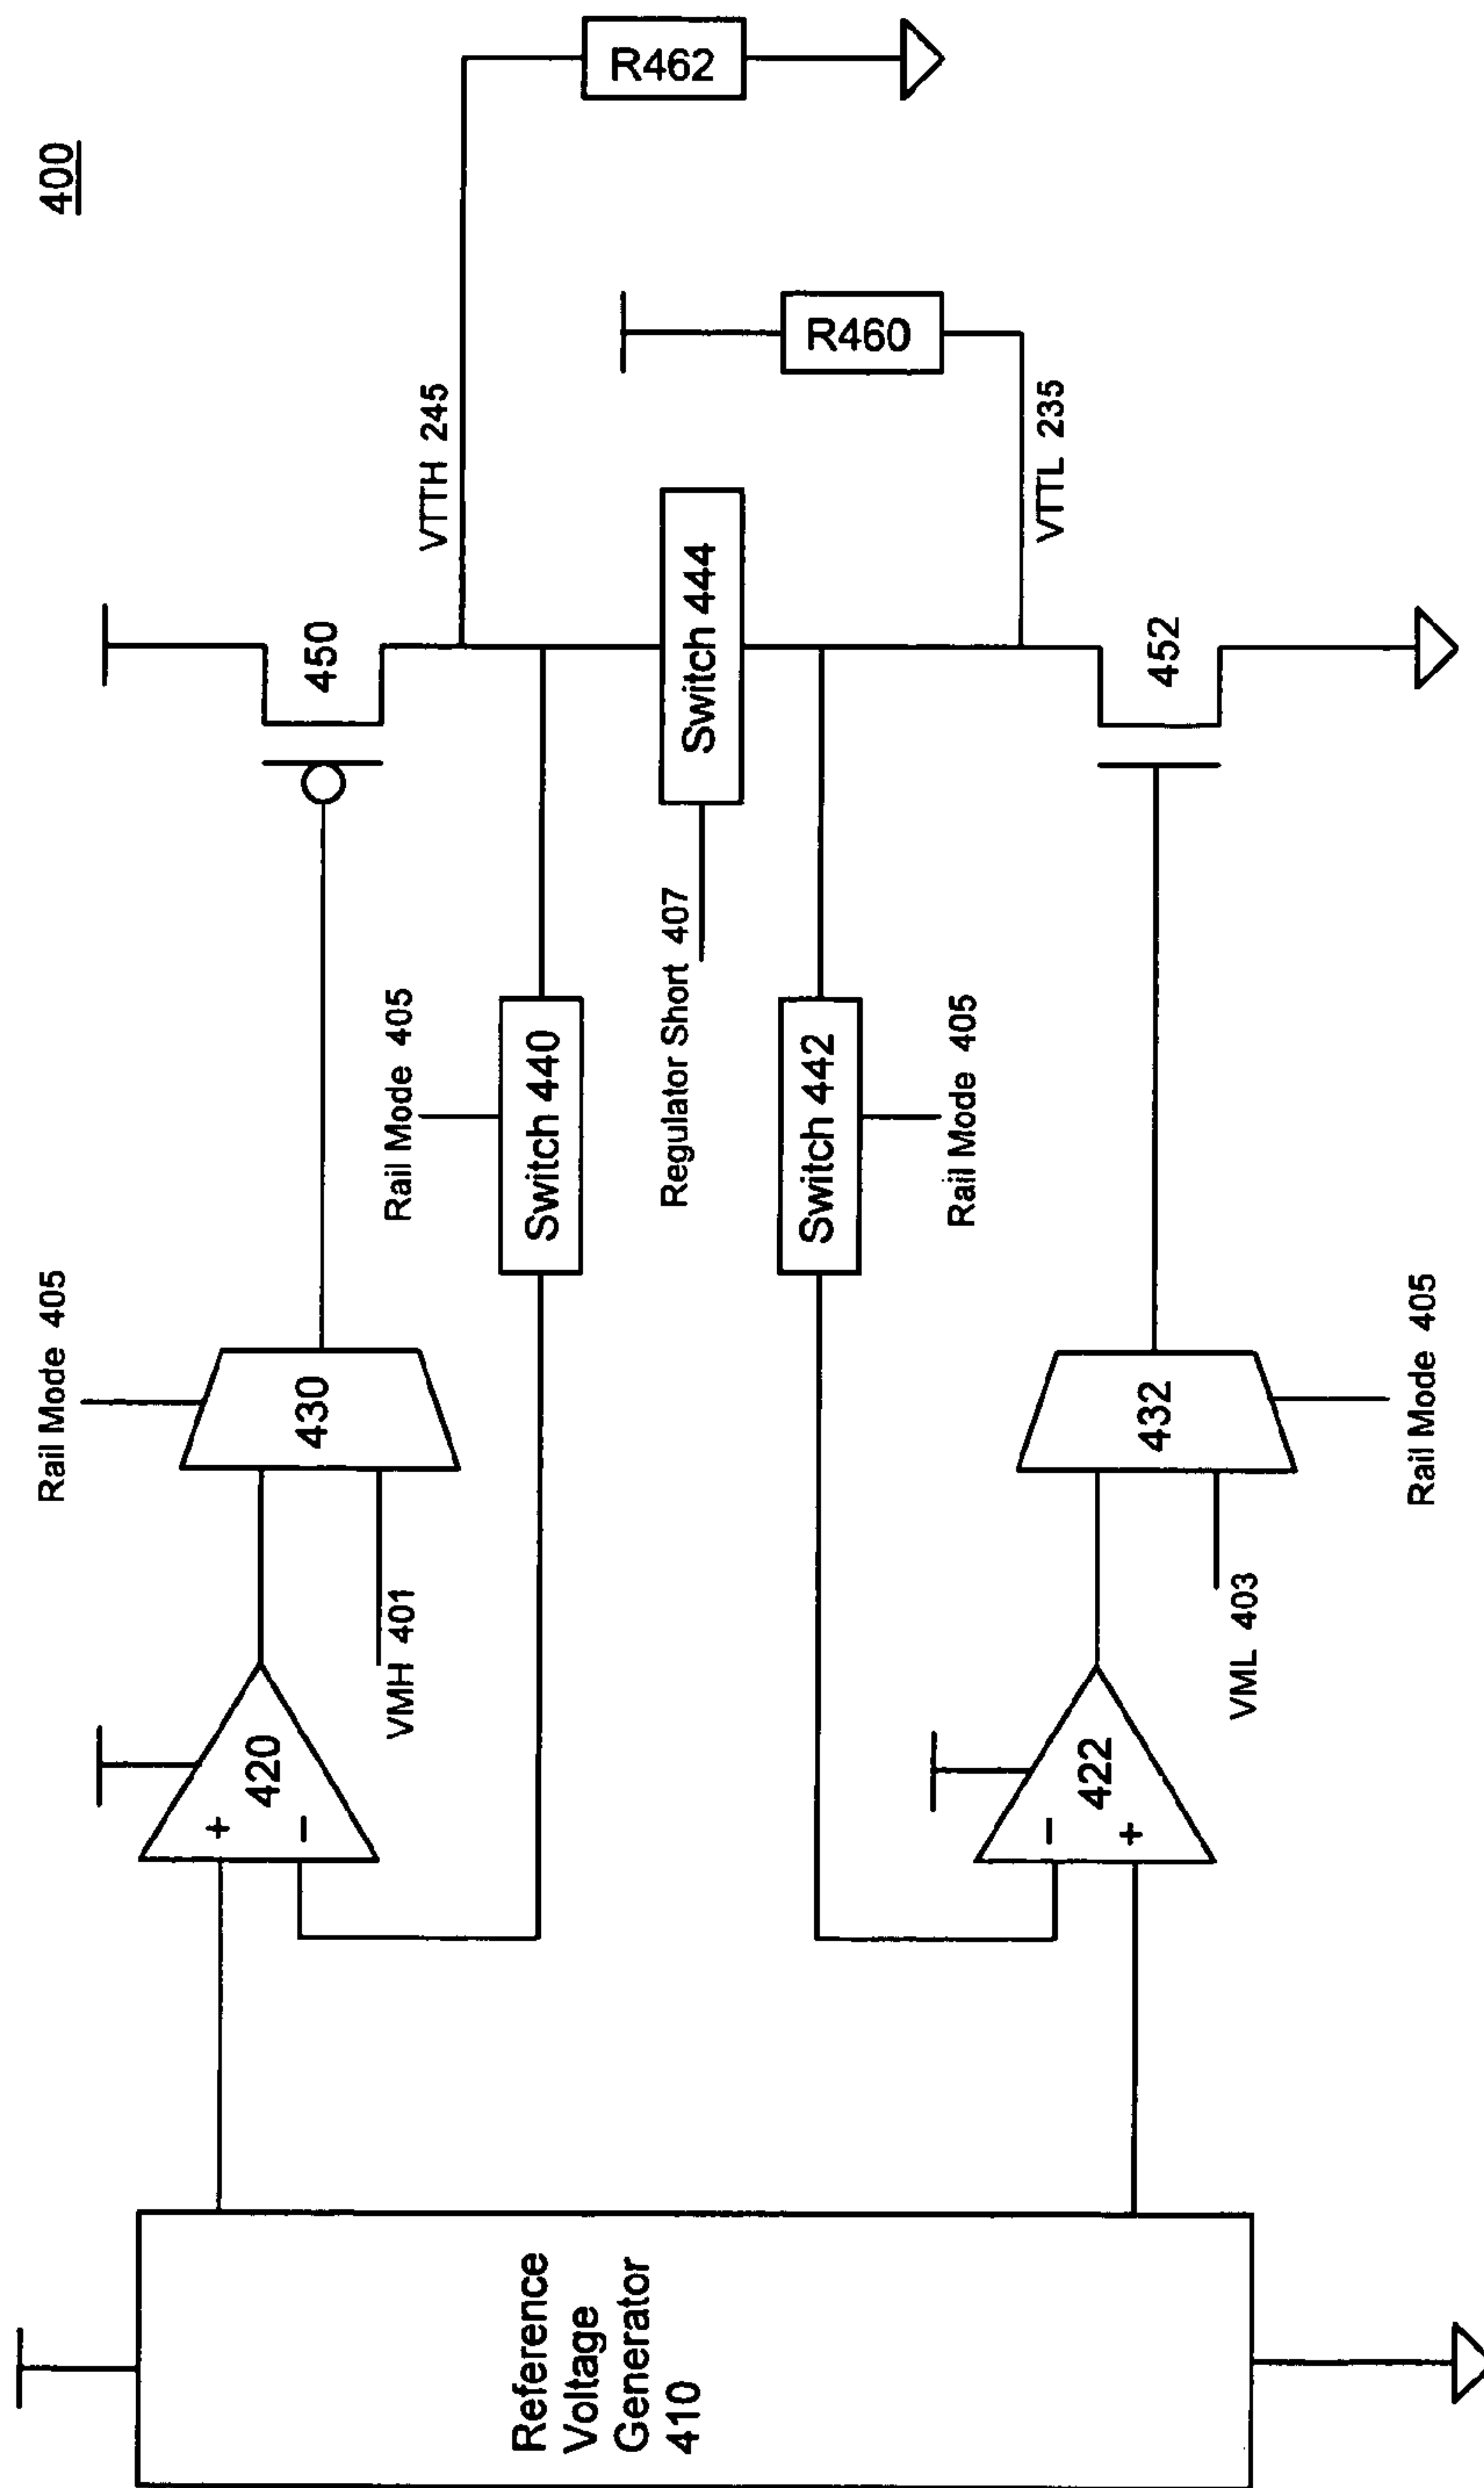 400
Reference
Voltage
Generator
410
+
−
420
VMH 401
Rail Mode 405
430
Rail Mode 405
Switch 440
450
VTTH 245
R462
Regulator Short 407
Switch 444
R460
Switch 442
Rail Mode 405
VTTL 235
−
+
422
VML 403
432
Rail Mode 405
452